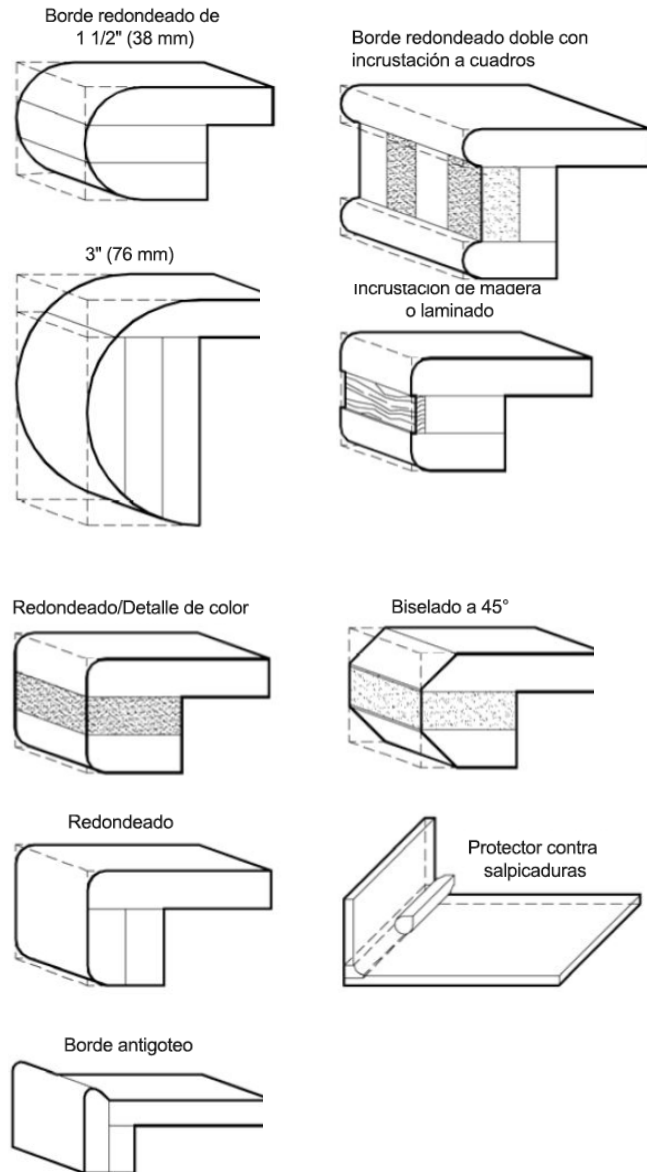 Borde redondeado de
1 1/2" (38 mm)
Borde redondeado doble con
incrustación a cuadros
3" (76 mm)
Incrustación de madera
o laminado
Redondeado/Detalle de color
Biselado a 45°
Redondeado
Protector contra
salpicaduras
Borde antigoteo